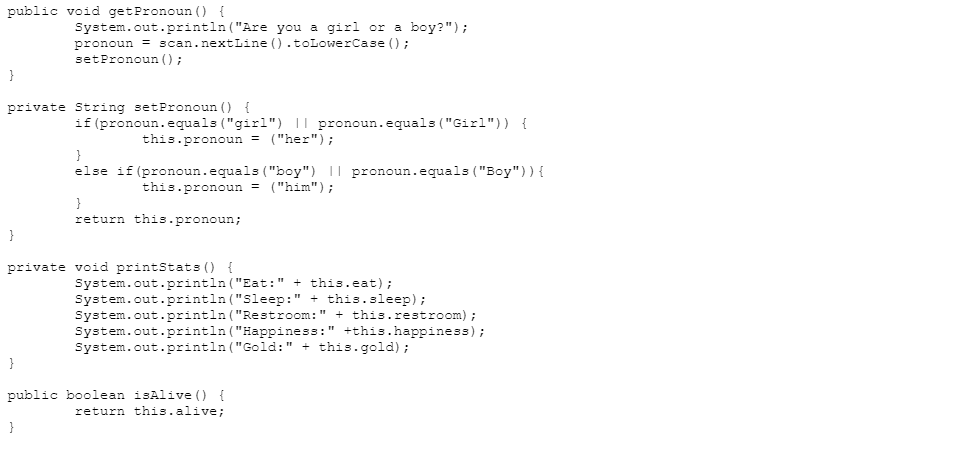 public void getPronoun() {
        System.out.println("Are you a girl or a boy?");
        pronoun = scan.nextLine().toLowerCase();
        setPronoun();
}

private String setPronoun() {
        if(pronoun.equals("girl") || pronoun.equals("Girl")) {
                this.pronoun = ("her");
        }
        else if(pronoun.equals("boy") || pronoun.equals("Boy")){
                this.pronoun = ("him");
        }
        return this.pronoun;
}

private void printStats() {
        System.out.println("Eat:" + this.eat);
        System.out.println("Sleep:" + this.sleep);
        System.out.println("Restroom:" + this.restroom);
        System.out.println("Happiness:" +this.happiness);
        System.out.println("Gold:" + this.gold);
}

public boolean isAlive() {
        return this.alive;
}